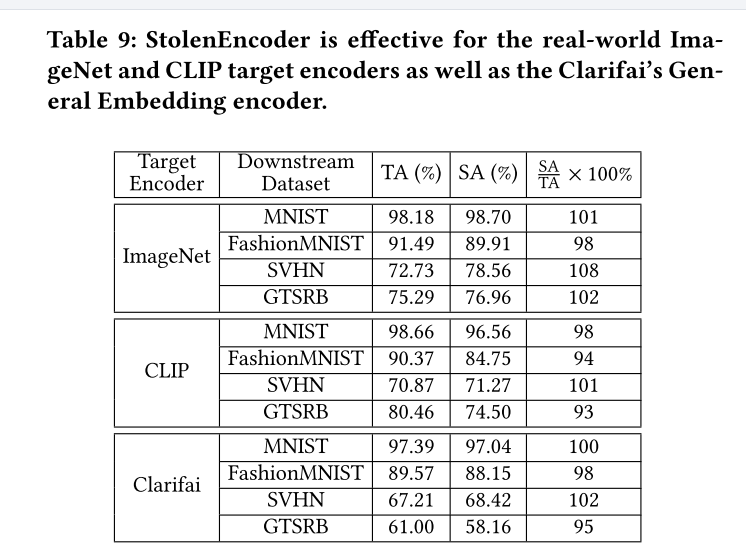 Table 9: StolenEncoder is effective for the real-world Ima-
geNet and CLIP target encoders as well as the Clarifai's Gen-
eral Embedding encoder.
Target Encoder | Downstream Dataset | TA (%) | SA (%) | SA/TA × 100%
ImageNet | MNIST | 98.18 | 98.70 | 101
FashionMNIST | 91.49 | 89.91 | 98
SVHN | 72.73 | 78.56 | 108
GTSRB | 75.29 | 76.96 | 102
CLIP | MNIST | 98.66 | 96.56 | 98
FashionMNIST | 90.37 | 84.75 | 94
SVHN | 70.87 | 71.27 | 101
GTSRB | 80.46 | 74.50 | 93
Clarifai | MNIST | 97.39 | 97.04 | 100
FashionMNIST | 89.57 | 88.15 | 98
SVHN | 67.21 | 68.42 | 102
GTSRB | 61.00 | 58.16 | 95